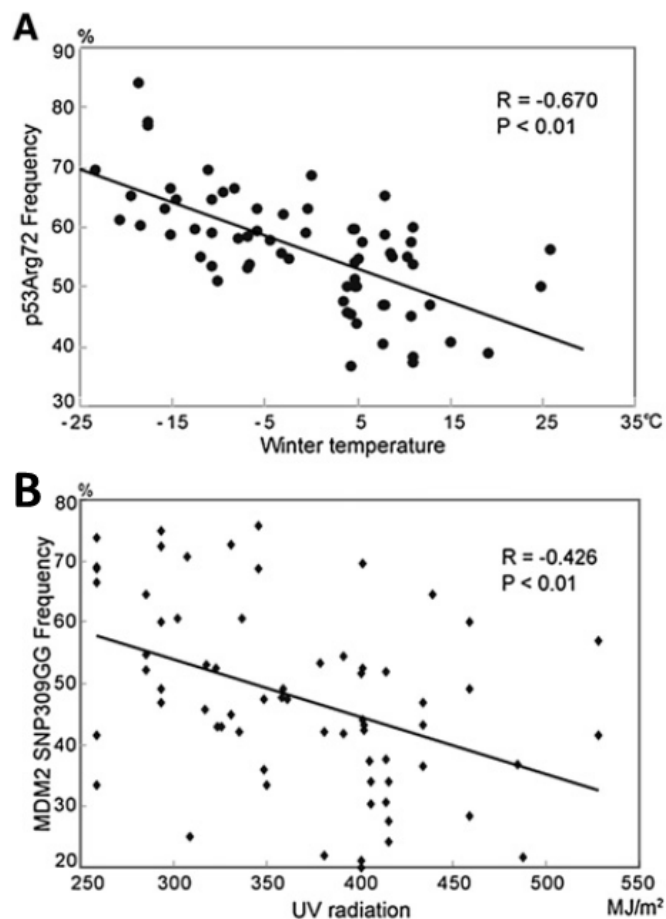 A
%
90
80
70
60
50
40
30
p53Arg72 Frequency
R = -0.670
P < 0.01
-25 -15 -5 5 15 25 35°C
Winter temperature
B
%
80
70
60
50
40
30
20
MDM2 SNP309GG Frequency
R = -0.426
P < 0.01
250 300 350 400 450 500 550
UV radiation MJ/m²